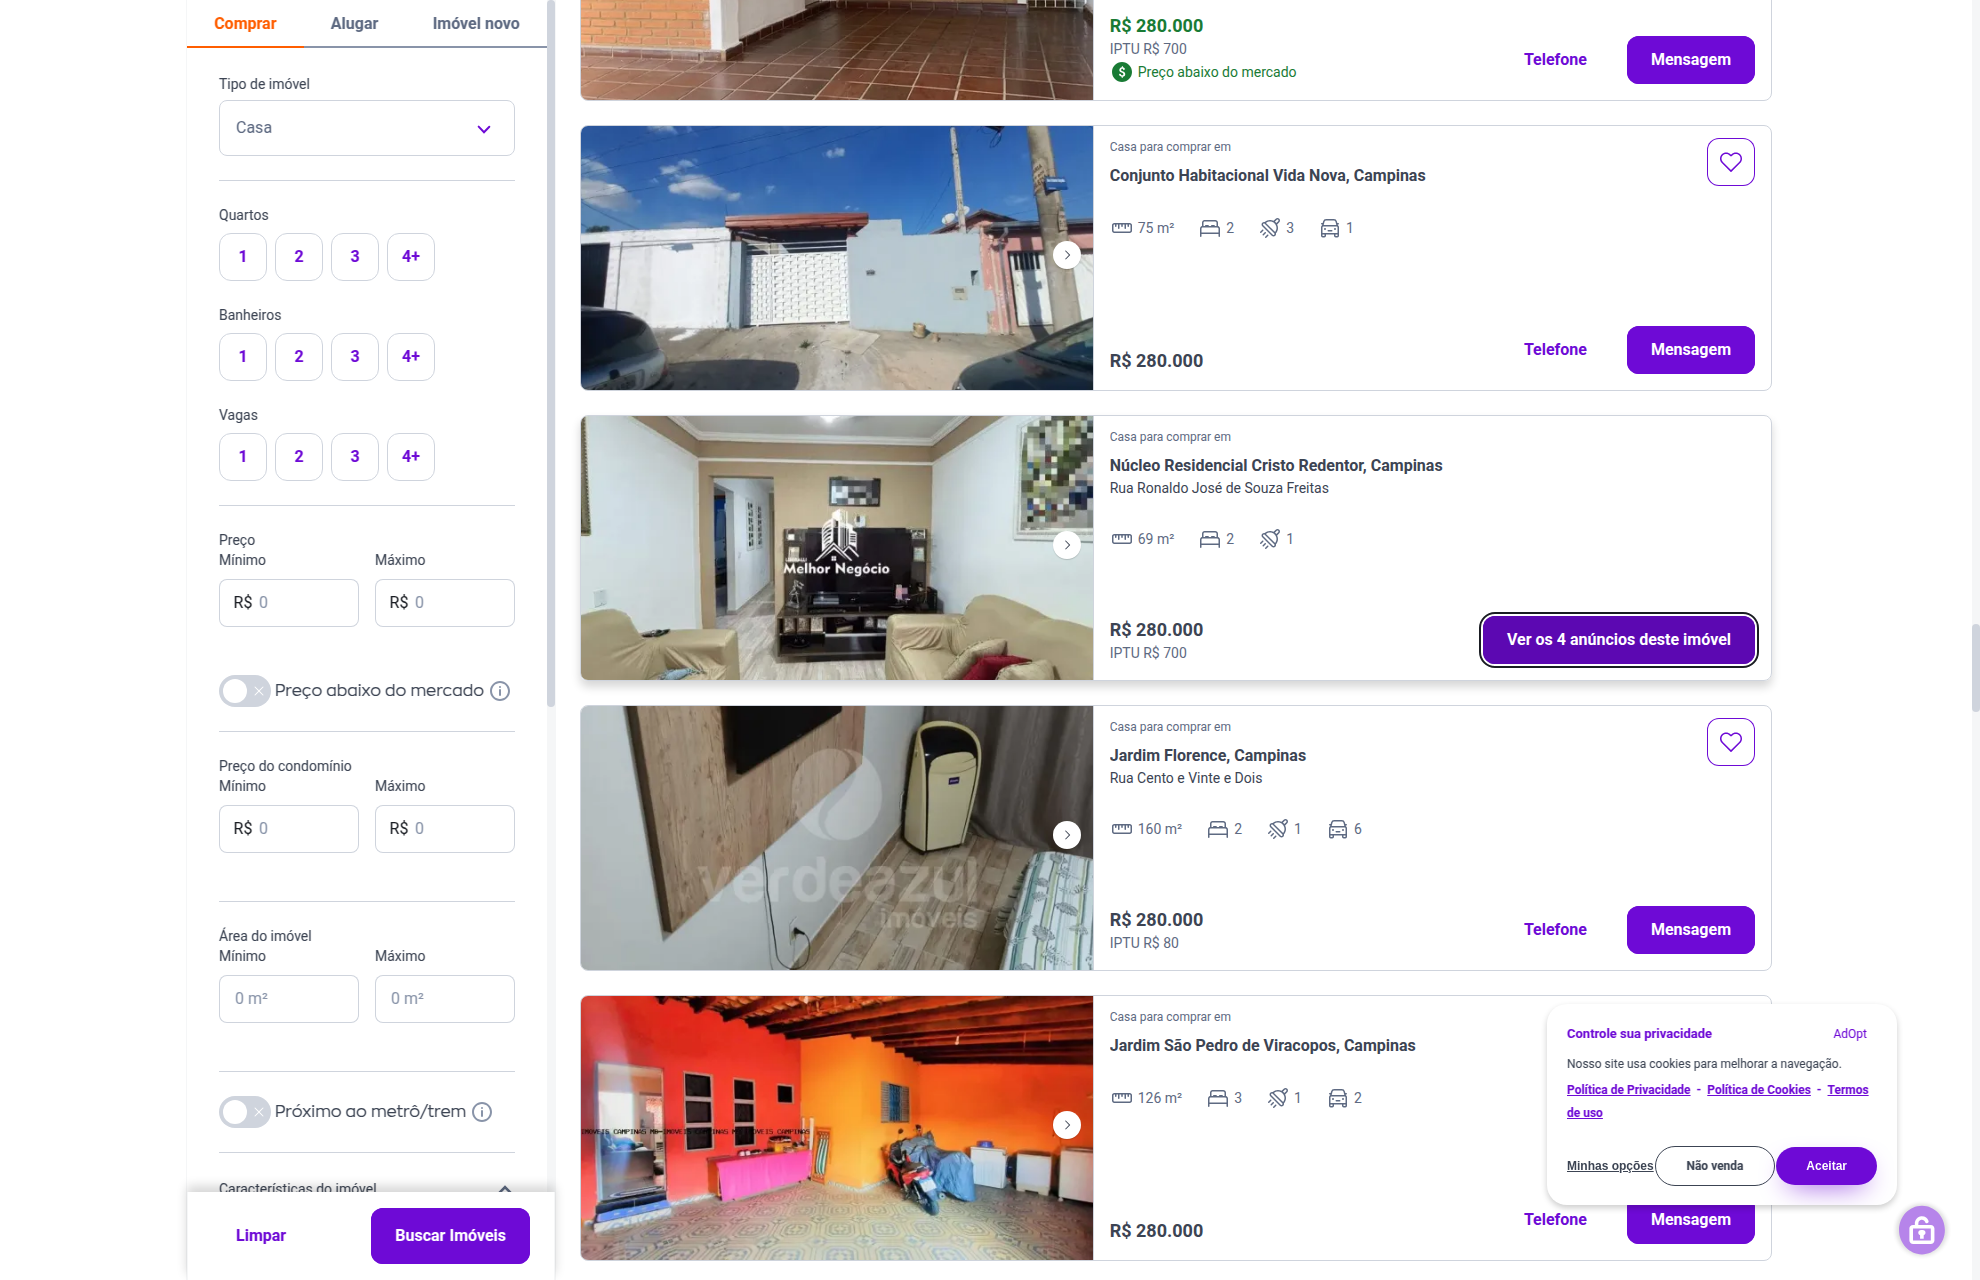 Comprar
Alugar
Imóvel novo
Tipo de imóvel
Casa
Quartos
1
2
3
4+
Banheiros
1
2
3
4+
Vagas
1
2
3
4+
Preço
Mínimo
Máximo
R$ 0
R$ 0
Preço abaixo do mercado
Preço do condomínio
Mínimo
Máximo
R$ 0
R$ 0
Área do imóvel
Mínimo
Máximo
0 m²
0 m²
Próximo ao metrô/trem
Características do imóvel
Limpar
Buscar Imóveis
R$ 280.000
IPTU R$ 700
Preço abaixo do mercado
Telefone
Mensagem
Casa para comprar em
Conjunto Habitacional Vida Nova, Campinas
75 m²
2
3
1
R$ 280.000
Telefone
Mensagem
Melhor Negócio
Casa para comprar em
Núcleo Residencial Cristo Redentor, Campinas
Rua Ronaldo José de Souza Freitas
69 m²
2
1
R$ 280.000
IPTU R$ 700
Ver os 4 anúncios deste imóvel
verdeazul
imóveis
Casa para comprar em
Jardim Florence, Campinas
Rua Cento e Vinte e Dois
160 m²
2
1
6
R$ 280.000
IPTU R$ 80
Telefone
Mensagem
Casa para comprar em
Jardim São Pedro de Viracopos, Campinas
126 m²
3
1
2
R$ 280.000
Telefone
Mensagem
Controle sua privacidade
AdOpt
Nosso site usa cookies para melhorar a navegação.
Política de Privacidade - Política de Cookies - Termos
de uso
Minhas opções
Não venda
Aceitar